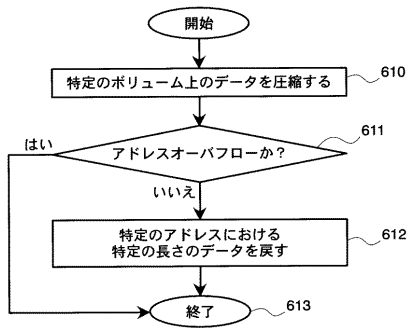 開始
特定のボリューム上のデータを圧縮する
610
アドレスオーバフローか?
611
はい
いいえ
特定のアドレスにおける
特定の長さのデータを戻す
612
終了
613